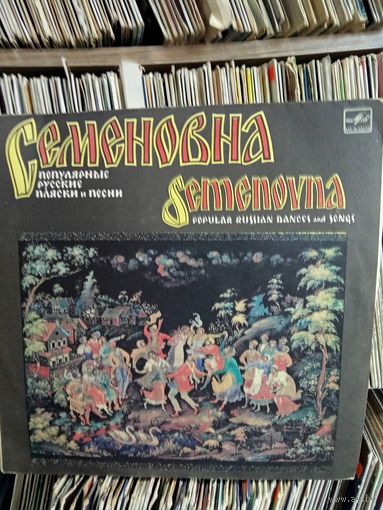 Семеновна
ПОПУЛЯРНЫЕ
РУССКИЕ
ПЛЯСКИ и ПЕСНИ
Semenovna
POPULAR RUSSIAN DANCES and SONGS